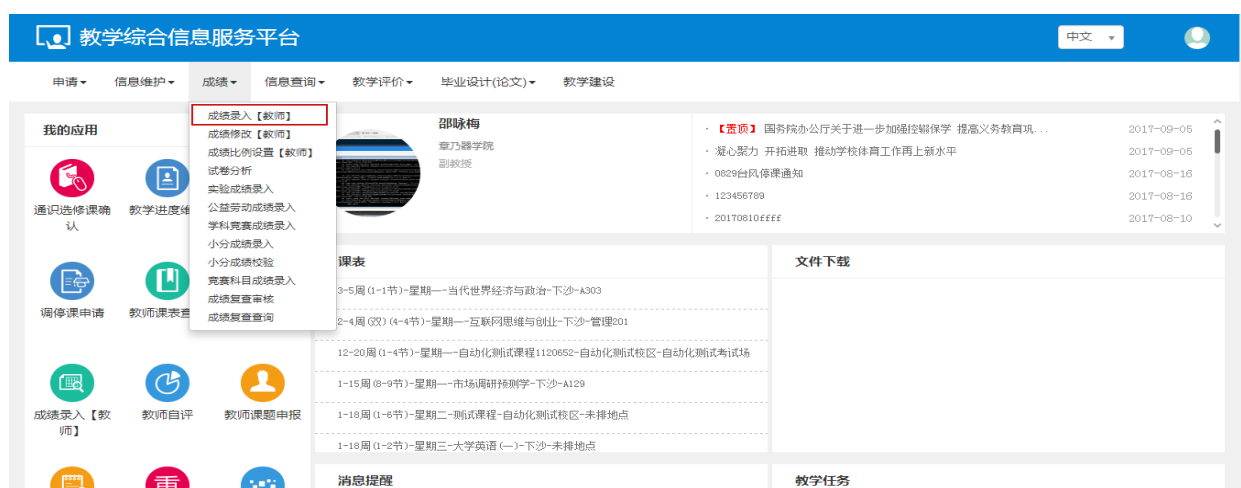 教学综合信息服务平台
中文
申请 信息维护 成绩 信息查询 教学评价 毕业设计(论文) 教学建设
我的应用
通识选修课确认
教学进度维
调停课申请
教师课表查
成绩录入【教师】
教师自评
教师课题申报
重
成绩录入【教师】
成绩修改【教师】
成绩比例设置【教师】
试卷分析
实验成绩录入
公益劳动成绩录入
学科竞赛成绩录入
小分成绩录入
小分成绩校验
竞赛科目成绩录入
成绩复查审核
成绩复查查询
邵咏梅
章乃器学院
副教授
· 【置顶】 国务院办公厅关于进一步加强控辍保学 提高义务教育巩... 2017-09-05
· 凝心聚力 开拓进取 推动学校体育工作再上新水平 2017-09-05
· 0829台风停课通知 2017-08-16
· 123456789 2017-08-16
· 20170810ffff 2017-08-10
课表
3-5周(1-1节)-星期一-当代世界经济与政治-下沙-A303
2-4周(双)(4-4节)-星期一-互联网思维与创业-下沙-管理201
12-20周(1-4节)-星期一-自动化测试课程1120652-自动化测试校区-自动化测试考试场
1-15周(8-9节)-星期一-市场调研预测学-下沙-A129
1-18周(1-6节)-星期二-测试课程-自动化测试校区-未排地点
1-18周(1-2节)-星期三-大学英语(一)-下沙-未排地点
文件下载
消息提醒
教学任务